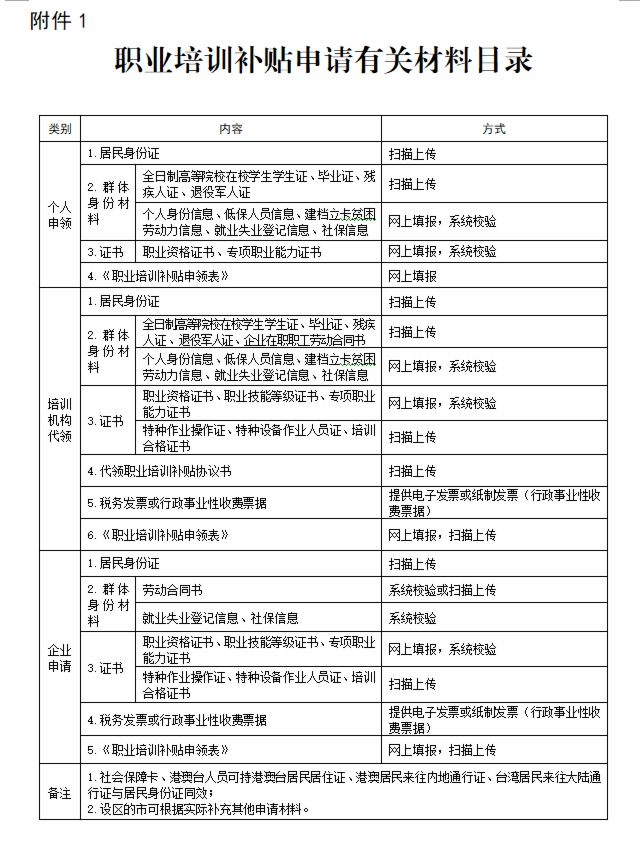 附件 1
职业培训补贴申请有关材料目录
类别 内容 方式
个人
申领
1.居民身份证 扫描上传
2. 群体
身份材
料
全日制高等院校在校学生学生证、毕业证、残
疾人证、退役军人证
扫描上传
个人身份信息、低保人员信息、建档立卡贫困
劳动力信息、就业失业登记信息、社保信息
网上填报，系统校验
3.证书 职业资格证书、专项职业能力证书 网上填报，系统校验
4.《职业培训补贴申领表》 网上填报
培训
机构
代领
1.居民身份证 扫描上传
2. 群体
身份材
料
全日制高等院校在校学生学生证、毕业证、残疾
人证、退役军人证、企业在职职工劳动合同书
扫描上传
个人身份信息、低保人员信息、建档立卡贫困
劳动力信息、就业失业登记信息、社保信息
网上填报，系统校验
3.证书
职业资格证书、职业技能等级证书、专项职业
能力证书
网上填报，系统校验
特种作业操作证、特种设备作业人员证、培训
合格证书
扫描上传
4.代领职业培训补贴协议书 扫描上传
5.税务发票或行政事业性收费票据
提供电子发票或纸制发票（行政事业性收
费票据）
6.《职业培训补贴申领表》 网上填报，扫描上传
企业
申请
1.居民身份证 扫描上传
2. 群体
身份材
料
劳动合同书 系统校验或扫描上传
就业失业登记信息、社保信息 系统校验
3.证书
职业资格证书、职业技能等级证书、专项职业
能力证书
网上填报，系统校验
特种作业操作证、特种设备作业人员证、培训
合格证书
扫描上传
4.税务发票或行政事业性收费票据
提供电子发票或纸制发票（行政事业性收
费票据）
5.《职业培训补贴申领表》 网上填报，扫描上传
备注
1.社会保障卡、港澳台人员可持港澳台居民居住证、港澳居民来往内地通行证、台湾居民来往大陆通
行证与居民身份证同效；
2.设区的市可根据实际补充其他申请材料。